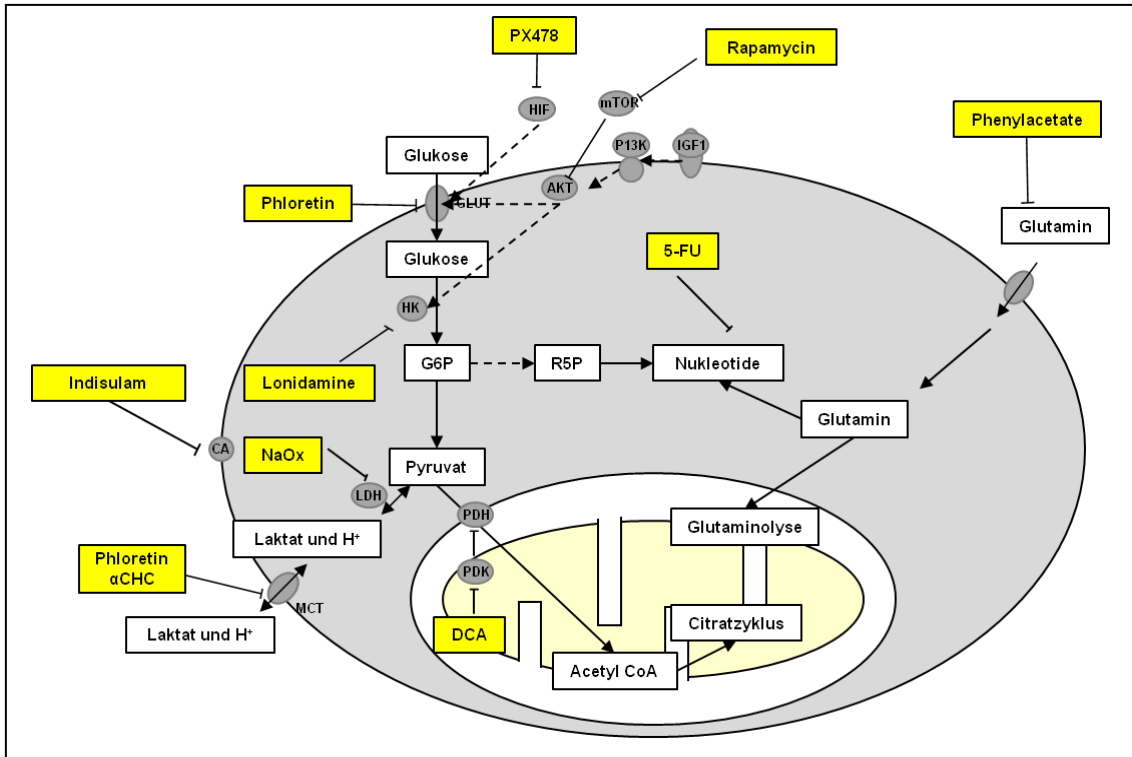 PX478
Rapamycin
HIF
mTOR
Phenylacetate
P13K
IGF1
Glukose
AKT
Phloretin
GLUT
Glutamin
Glukose
5-FU
HK
G6P
R5P
Nukleotide
Indisulam
Lonidamine
Glutamin
CA
NaOx
Pyruvat
LDH
PDH
Glutaminolyse
Laktat und H⁺
Phloretin
αCHC
PDK
MCT
Citratzyklus
Laktat und H⁺
DCA
Acetyl CoA